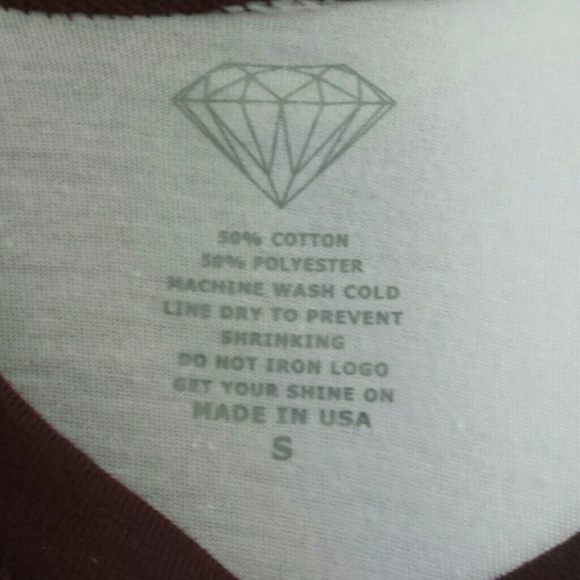 50% COTTON
50% POLYESTER
MACHINE WASH COLD
LINE DRY TO PREVENT
SHRINKING
DO NOT IRON LOGO
GET YOUR SHINE ON
MADE IN USA
S